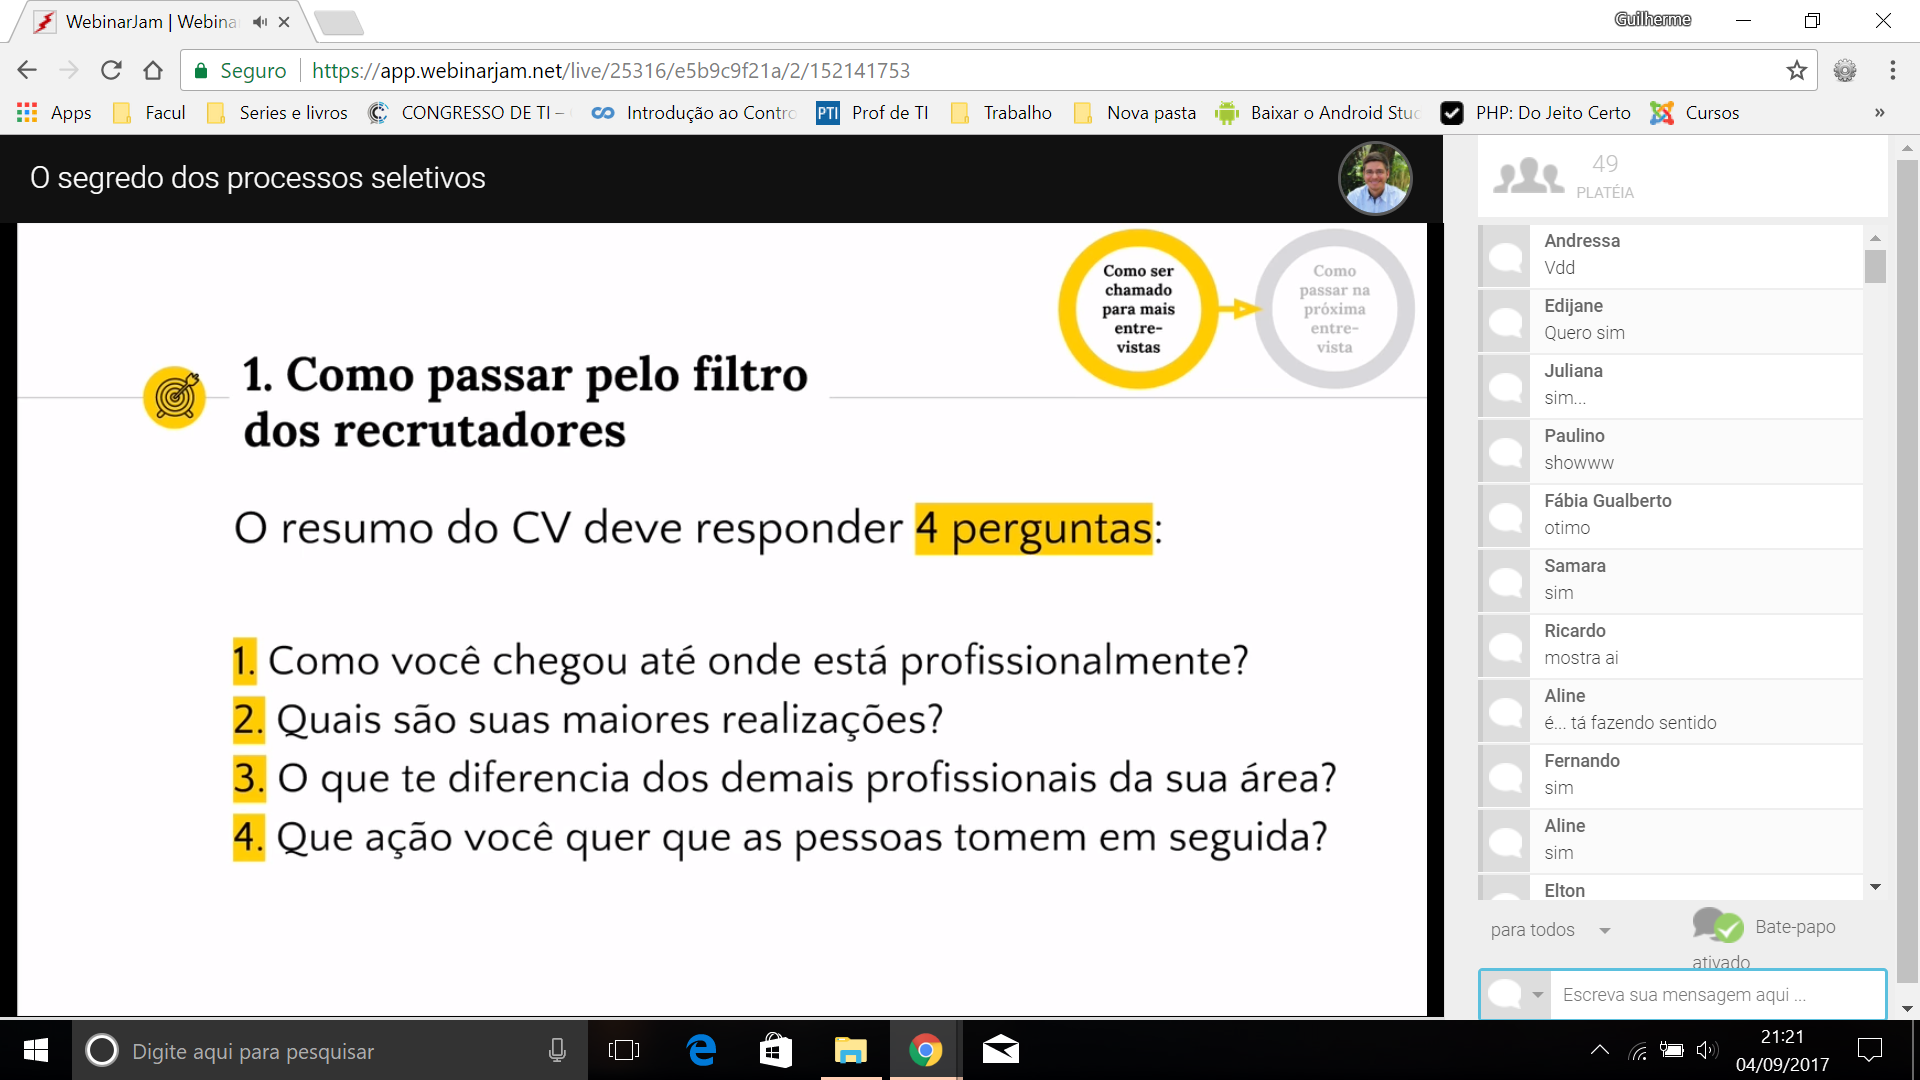 WebinarJam | Webina
Guilherme
Seguro
https://app.webinarjam.net/live/25316/e5b9c9f21a/2/152141753
Apps
Facul
Series e livros
CONGRESSO DE TI –
Introdução ao Contro
PTI
Prof de TI
Trabalho
Nova pasta
Baixar o Android Stud
PHP: Do Jeito Certo
Cursos
»
O segredo dos processos seletivos
Como ser
chamado
para mais
entre-
vistas
Como
passar na
próxima
entre-
vista
1. Como passar pelo filtro
dos recrutadores
O resumo do CV deve responder 4 perguntas:
1. Como você chegou até onde está profissionalmente?
2. Quais são suas maiores realizações?
3. O que te diferencia dos demais profissionais da sua área?
4. Que ação você quer que as pessoas tomem em seguida?
49
PLATÉIA
Andressa
Vdd
Edijane
Quero sim
Juliana
sim...
Paulino
showww
Fábia Gualberto
otimo
Samara
sim
Ricardo
mostra ai
Aline
é... tá fazendo sentido
Fernando
sim
Aline
sim
Elton
para todos
Bate-papo
ativado
Escreva sua mensagem aqui ...
Digite aqui para pesquisar
21:21
04/09/2017